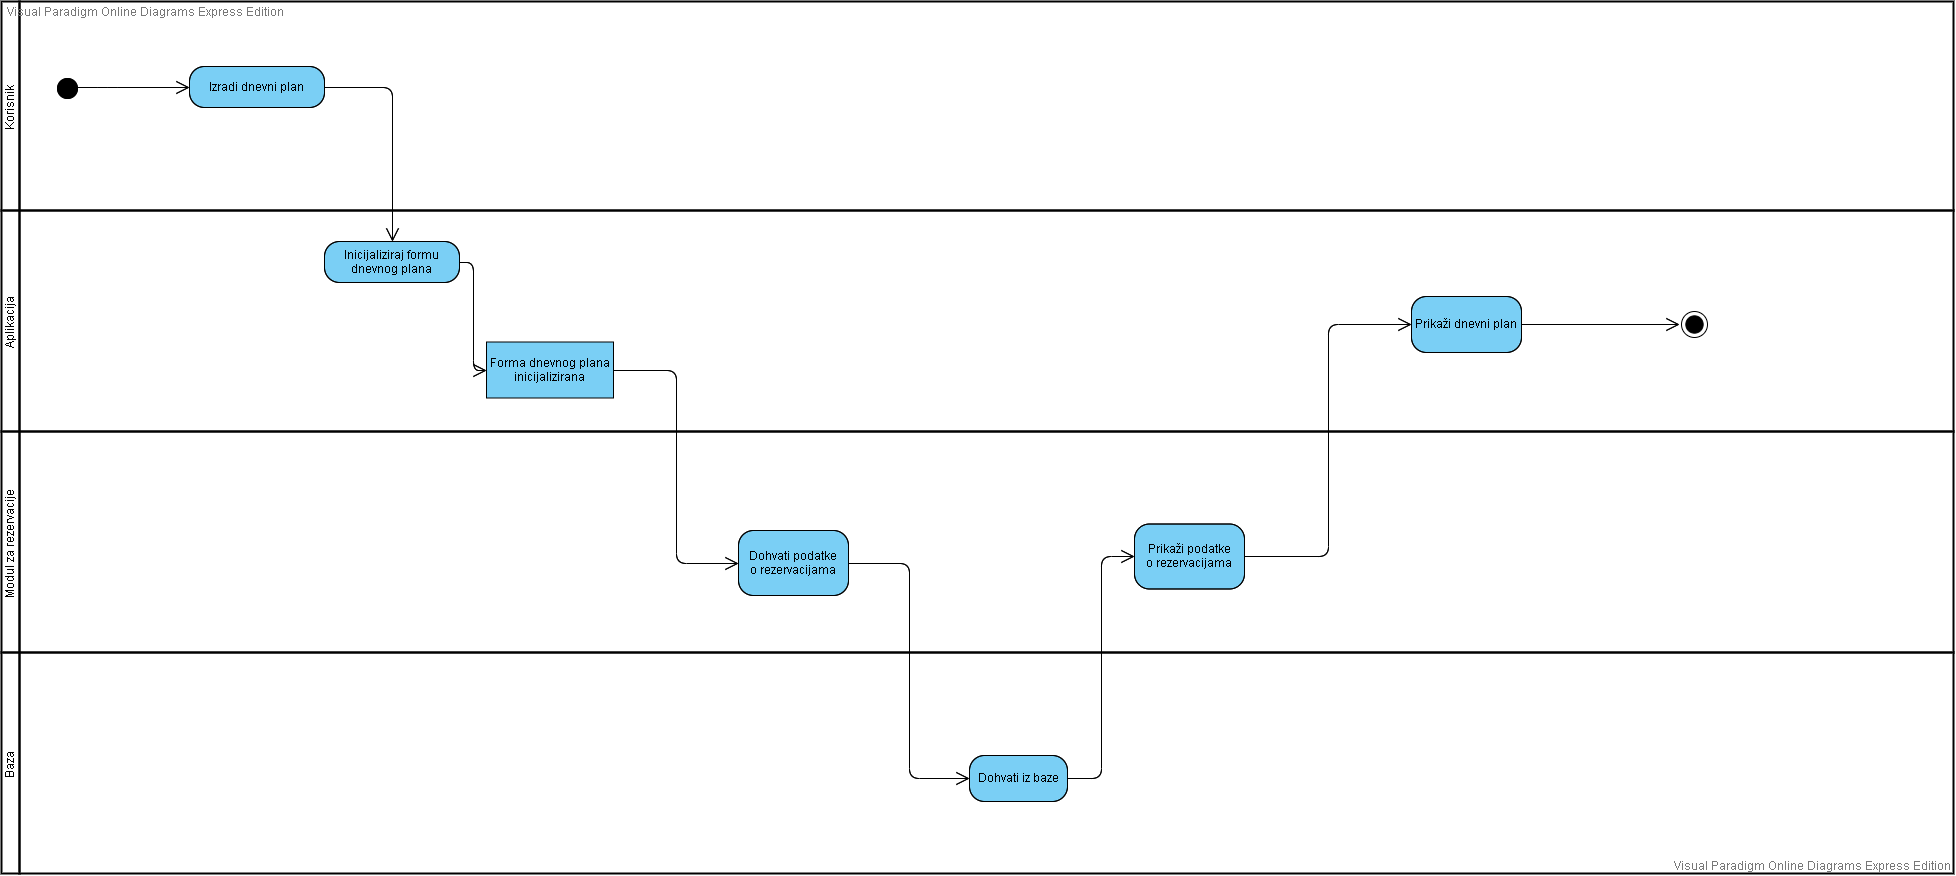 Visual Paradigm Online Diagrams Express Edition
Korisnik
Izradi dnevni plan
Aplikacija
Inicijaliziraj formu
dnevnog plana
Forma dnevnog plana
inicijalizirana
Prikaži dnevni plan
Modul za rezervacije
Dohvati podatke
o rezervacijama
Prikaži podatke
o rezervacijama
Baza
Dohvati iz baze
Visual Paradigm Online Diagrams Express Edition